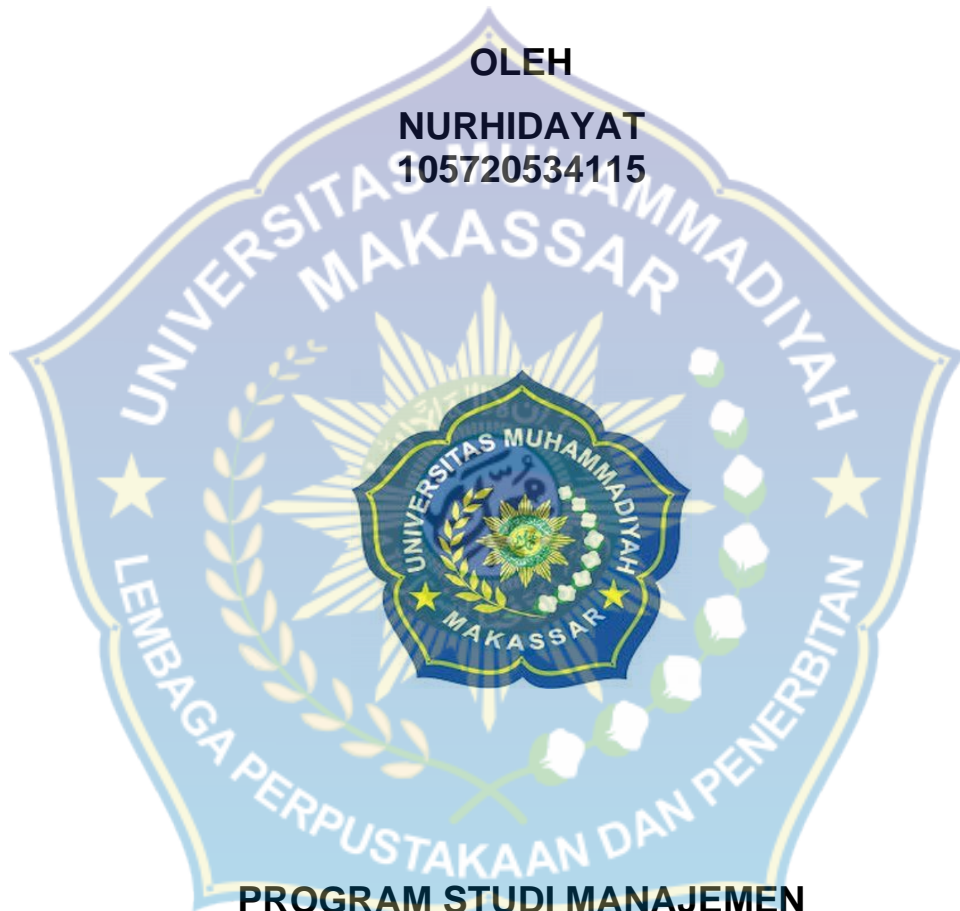 OLEH
NURHIDAYAT
105720534115
UNIVERSITAS MUHAMMADIYAH
MAKASSAR
UNIVERSITAS MUHAMMADIYAH
MAKASSAR
LEMBAGA PERPUSTAKAAN DAN PENERBITAN
PROGRAM STUDI MANAJEMEN